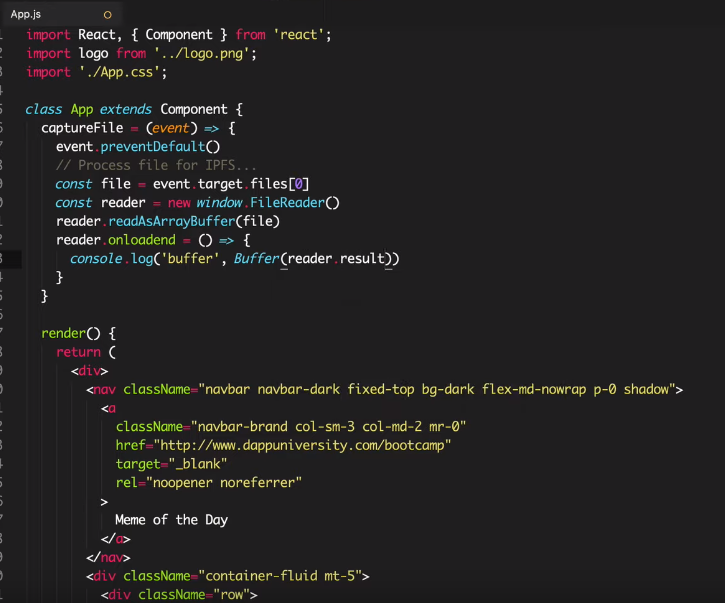 App.js
import React, { Component } from 'react';
import logo from '../logo.png';
import './App.css';
class App extends Component {
captureFile = (event) => {
event.preventDefault()
// Process file for IPFS...
const file = event.target.files[0]
const reader = new window.FileReader()
reader.readAsArrayBuffer(file)
reader.onloadend = () => {
console.log('buffer', Buffer(reader.result))
}
}
render() {
return (
<div>
<nav className="navbar navbar-dark fixed-top bg-dark flex-md-nowrap p-0 shadow">
<a
className="navbar-brand col-sm-3 col-md-2 mr-0"
href="http://www.dappuniversity.com/bootcamp"
target="_blank"
rel="noopener noreferrer"
>
Meme of the Day
</a>
</nav>
<div className="container-fluid mt-5">
<div className="row">